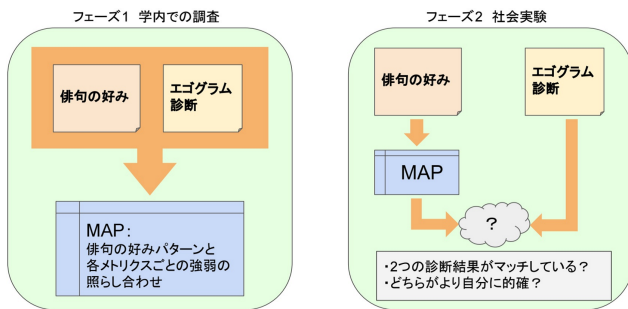 フェーズ1 学内での調査
俳句の好み
エゴグラム
診断
MAP:
俳句の好みパターンと
各メトリクスごとの強弱の
照らし合わせ
フェーズ2 社会実験
俳句の好み
エゴグラム
診断
MAP
?
・2つの診断結果がマッチしている?
・どちらがより自分に的確?